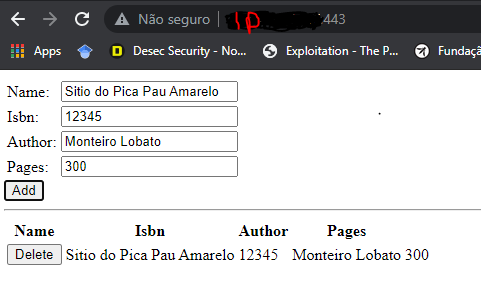 Não seguro | IP 443
Desec Security - No... Exploitation - The P... Fundaçã
Name: Sitio do Pica Pau Amarelo
Isbn: 12345
Author: Monteiro Lobato
Pages: 300
Add
Name Isbn Author Pages
Delete Sitio do Pica Pau Amarelo 12345 Monteiro Lobato 300